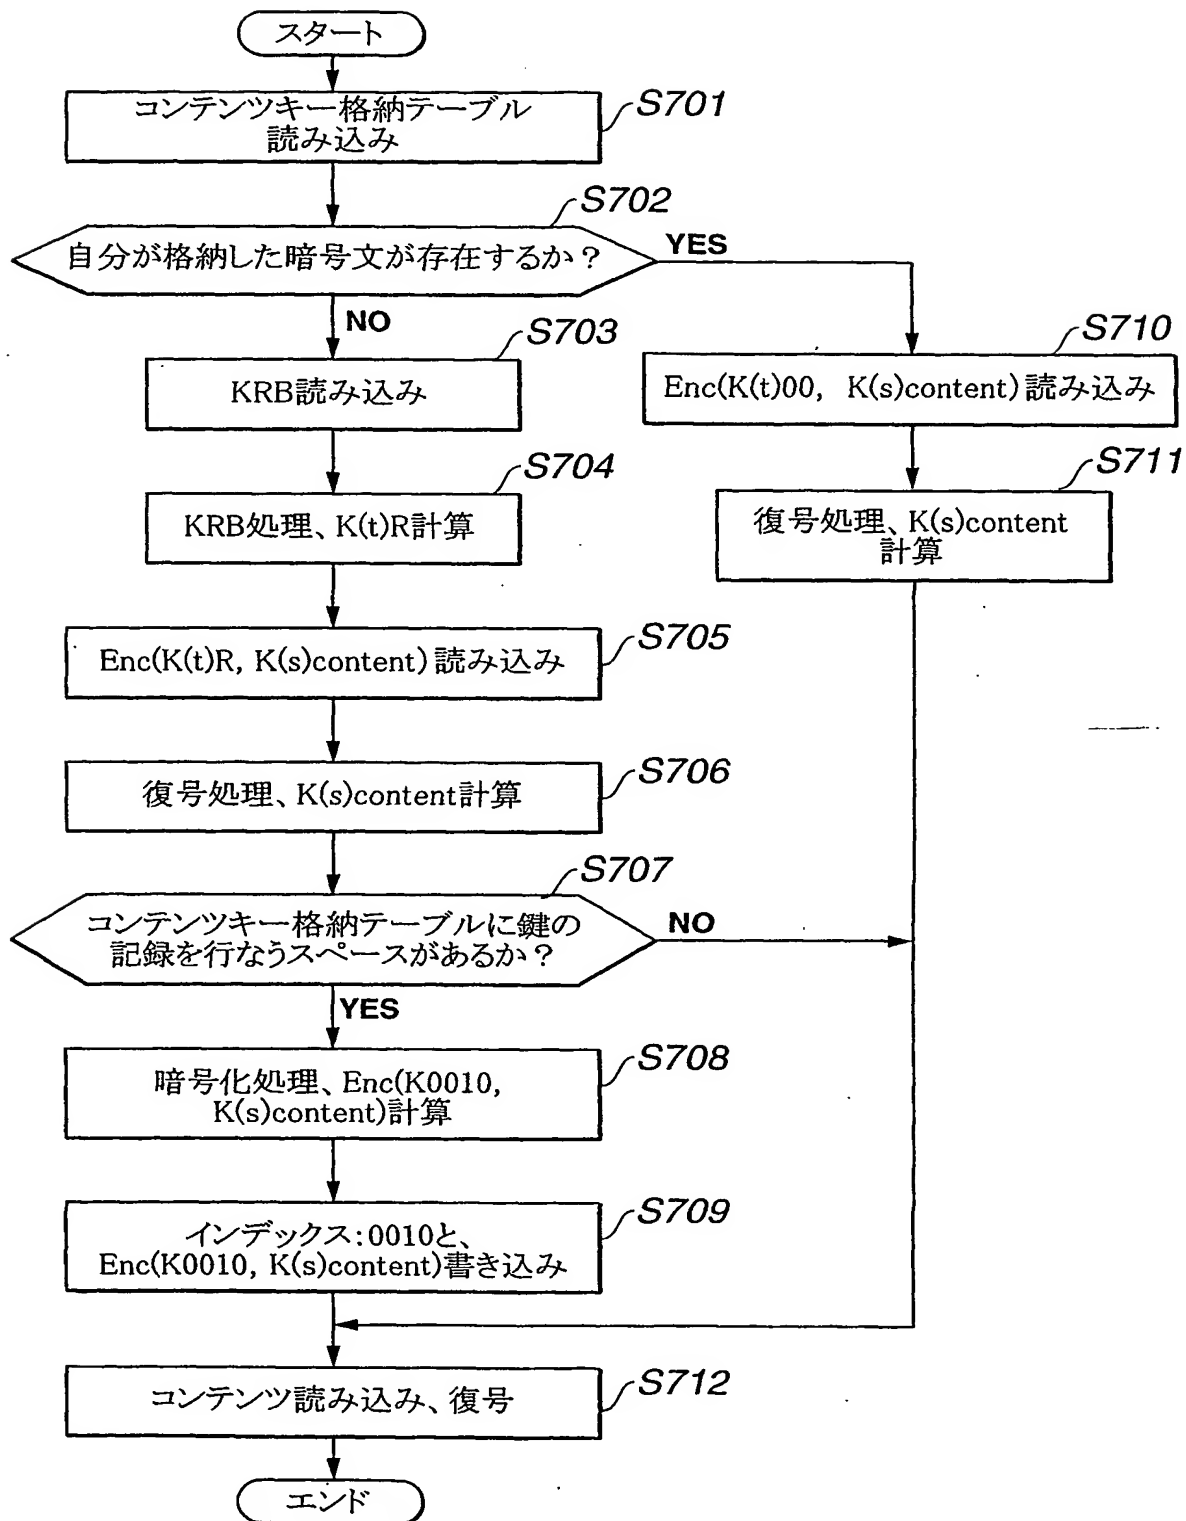 スタート
コンテンツキー格納テーブル
読み込み
S701
S702
自分が格納した暗号文が存在するか？
YES
NO
S703
KRB読み込み
S710
Enc(K(t)00, K(s)content)読み込み
S704
KRB処理、K(t)R計算
S711
復号処理、K(s)content
計算
S705
Enc(K(t)R, K(s)content)読み込み
S706
復号処理、K(s)content計算
S707
コンテンツキー格納テーブルに鍵の
記録を行なうスペースがあるか？
NO
YES
S708
暗号化処理、Enc(K0010,
K(s)content)計算
S709
インデックス:0010と、
Enc(K0010, K(s)content)書き込み
S712
コンテンツ読み込み、復号
エンド